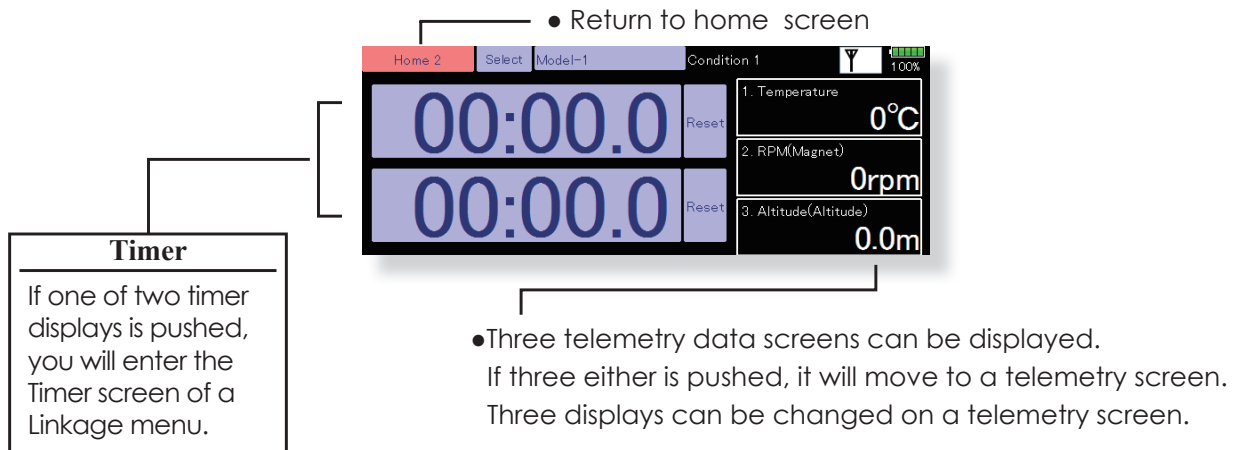 ● Return to home screen
Home 2 Select Model-1 Condition 1 100%
00:00.0 Reset
00:00.0 Reset
1. Temperature
0°C
2. RPM(Magnet)
0rpm
3. Altitude(Altitude)
0.0m
Timer
If one of two timer
displays is pushed,
you will enter the
Timer screen of a
Linkage menu.
●Three telemetry data screens can be displayed.
If three either is pushed, it will move to a telemetry screen.
Three displays can be changed on a telemetry screen.